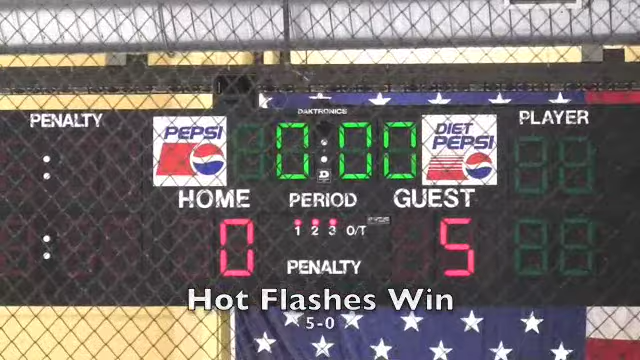 DAKTRONICS
PENALTY
PEPSI
0:00
DIET PEPSI
PLAYER
HOME
PERIOD
GUEST
0
1 2 3 O/T
5
PENALTY
Hot Flashes Win
5-0